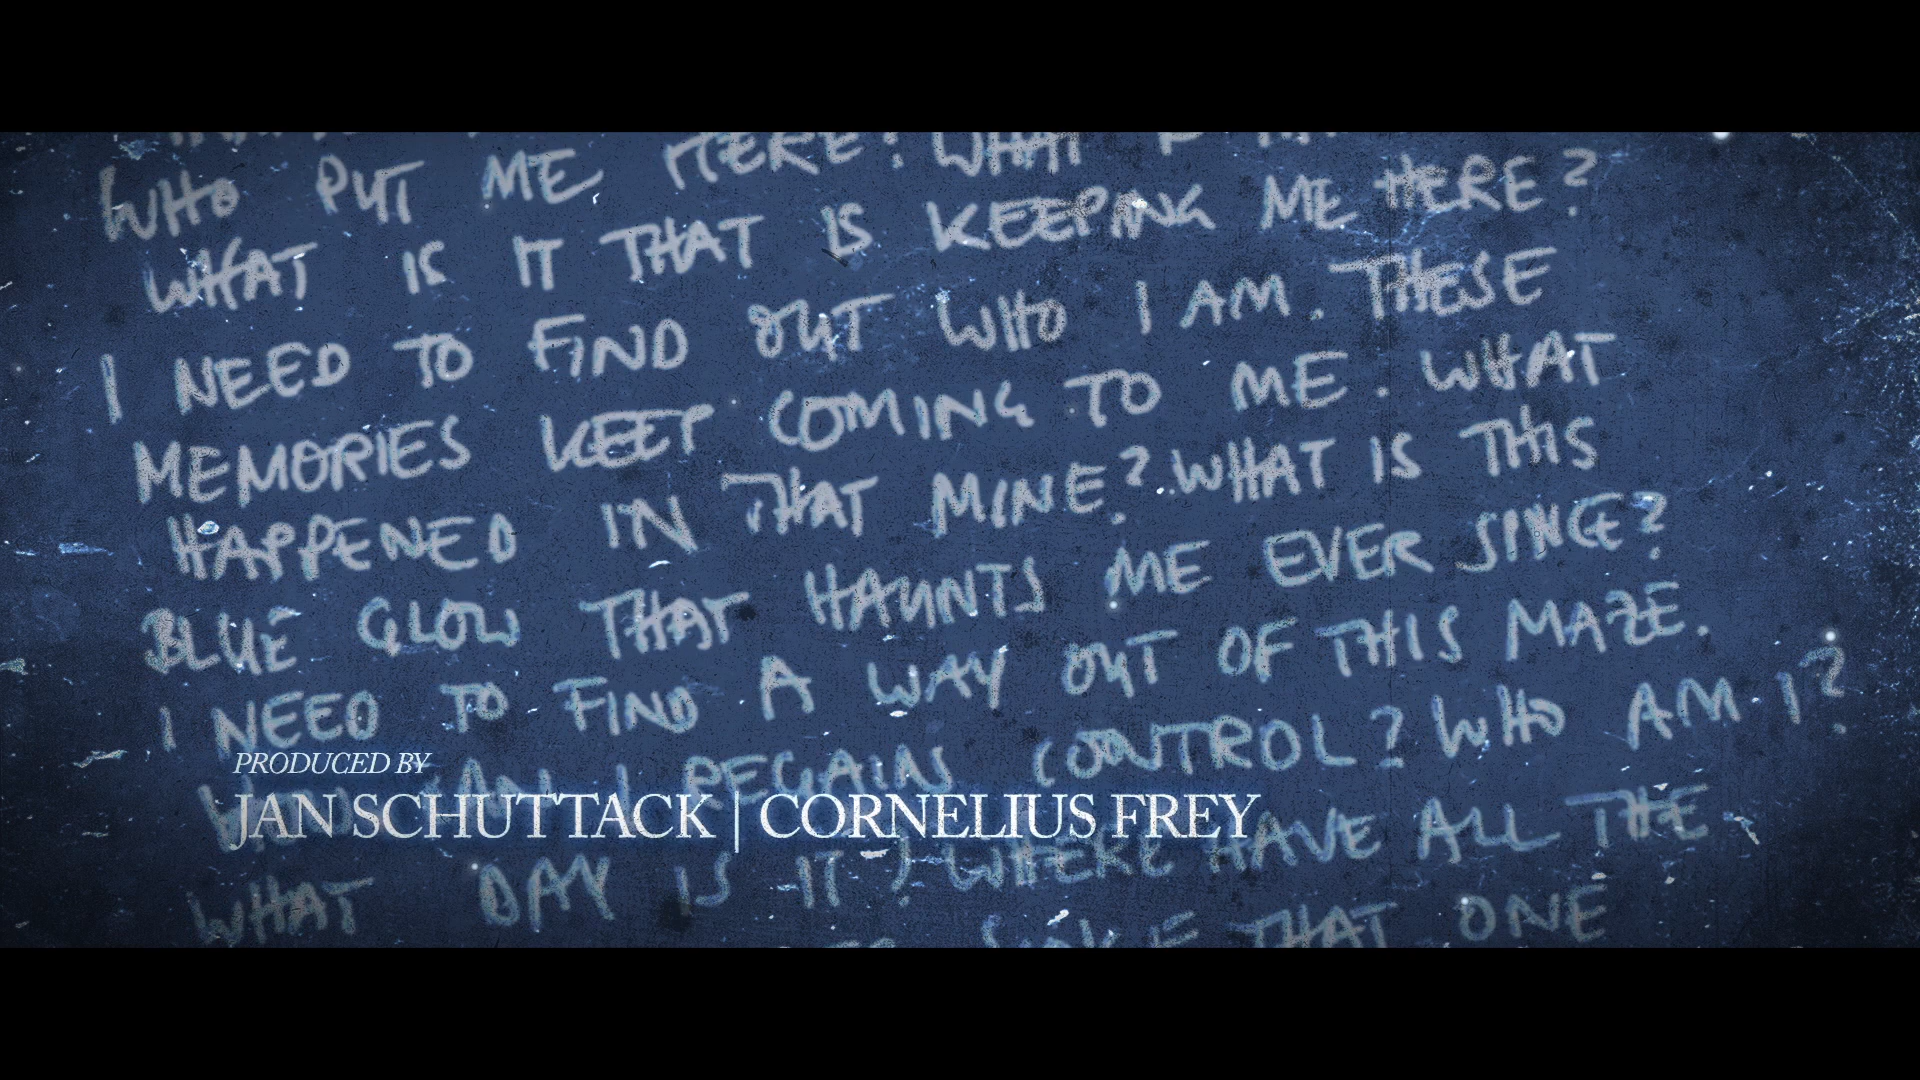 WHO PUT ME HERE? WHAT
WHAT IS IT THAT IS KEEPING ME HERE?
I NEED TO FIND OUT WHO I AM. THESE
MEMORIES KEEP COMING TO ME. WHAT
HAPPENED IN THAT MINE? WHAT IS THIS
BLUE GLOW THAT HAUNTS ME EVER SINCE?
I NEED TO FIND A WAY OUT OF THIS MAZE.
CAN I REGAIN CONTROL? WHO AM I?
PRODUCED BY
JAN SCHUTTACK | CORNELIUS FREY
WHAT DAY IS IT? WHERE HAVE ALL THE
THAT ONE